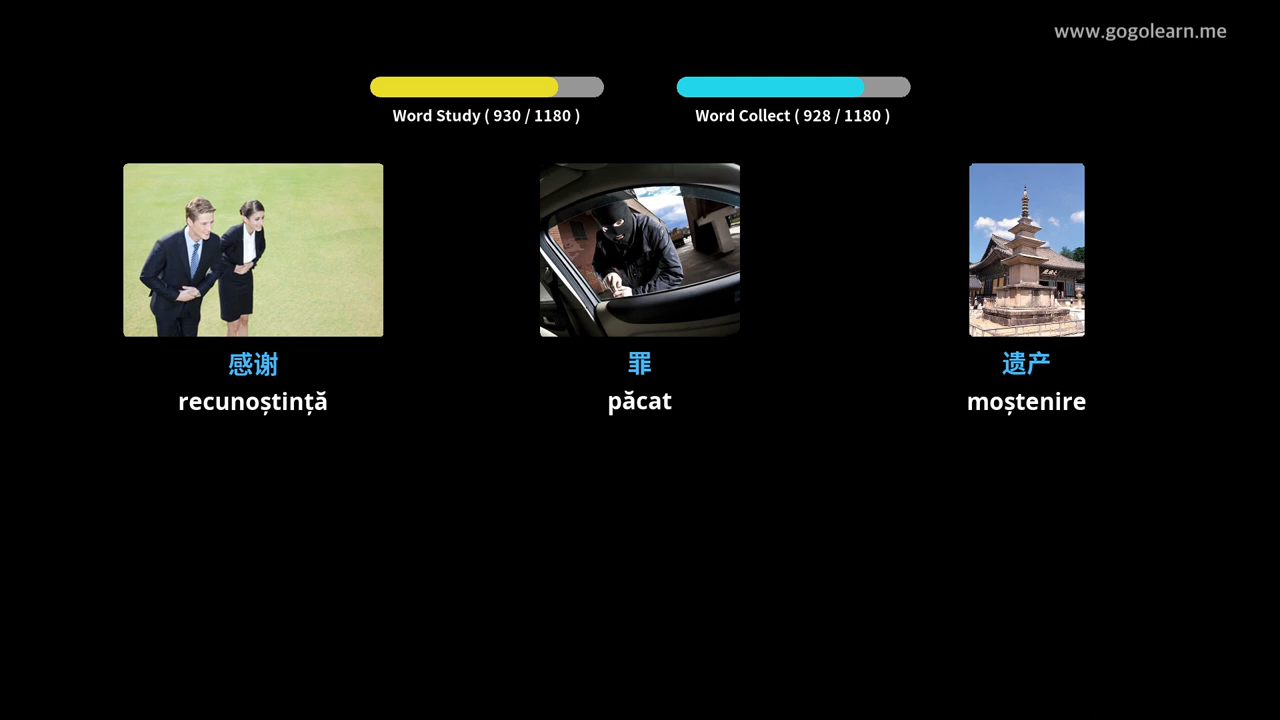 www.gogolearn.me
Word Study ( 930 / 1180 )
Word Collect ( 928 / 1180 )
感谢
recunoștință
罪
păcat
遗产
moștenire